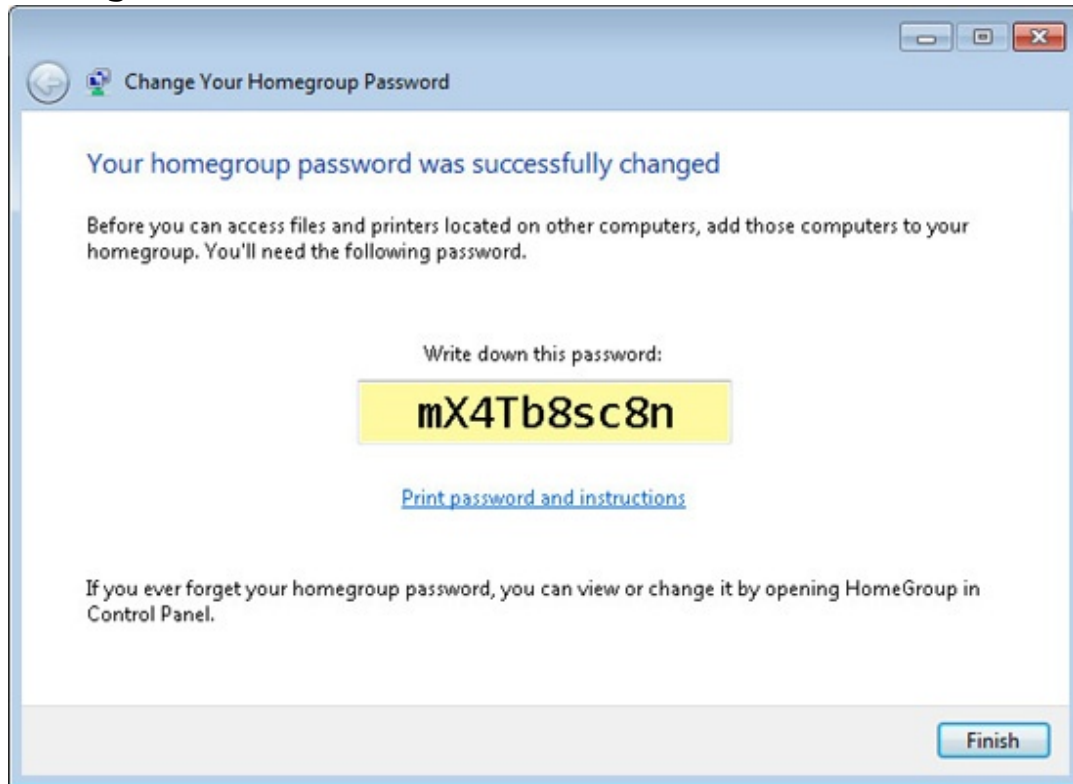 Change Your Homegroup Password
Your homegroup password was successfully changed
Before you can access files and printers located on other computers, add those computers to your
homegroup. You'll need the following password.
Write down this password:
mX4Tb8sc8n
Print password and instructions
If you ever forget your homegroup password, you can view or change it by opening HomeGroup in
Control Panel.
Finish